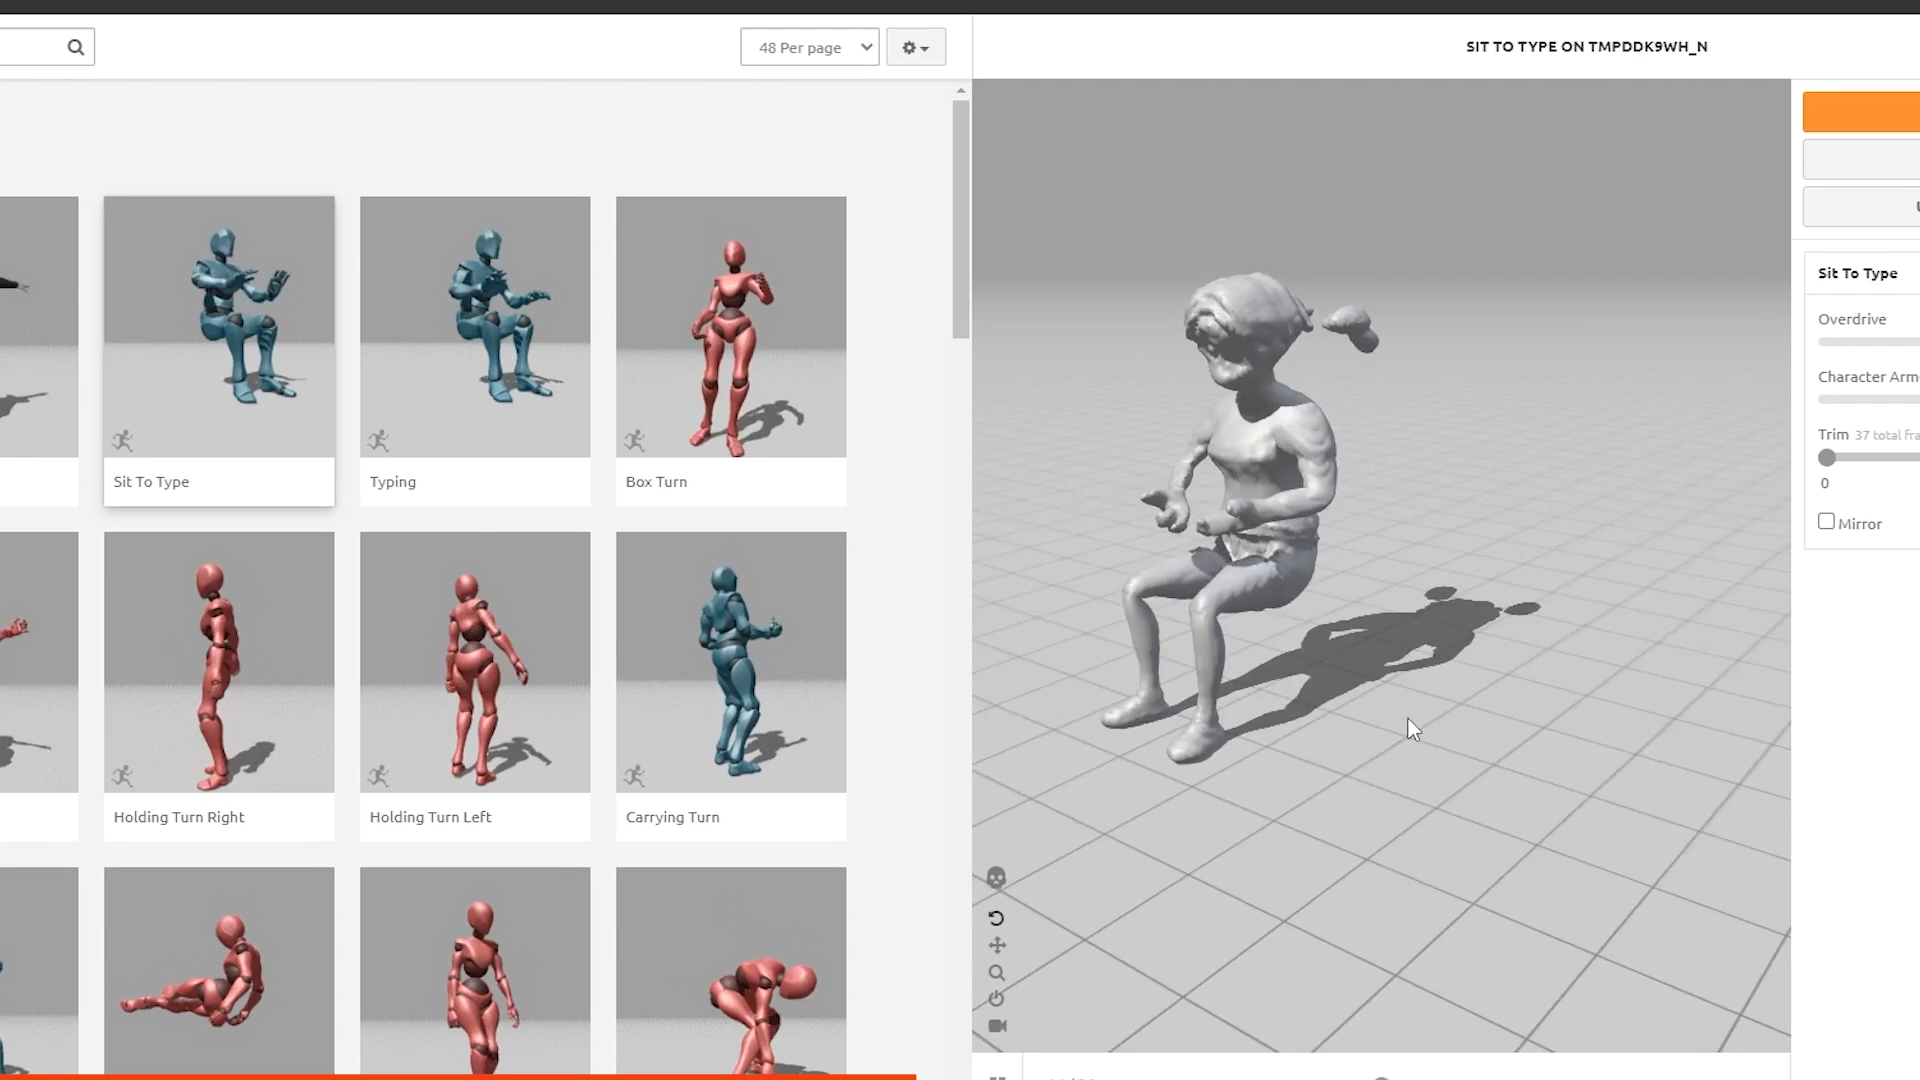 48 Per page
SIT TO TYPE ON TMPDDK9WH_N
Sit To Type
Overdrive
Character Arm-
Trim 37 total fra
0
Mirror
Sit To Type
Typing
Box Turn
Holding Turn Right
Holding Turn Left
Carrying Turn